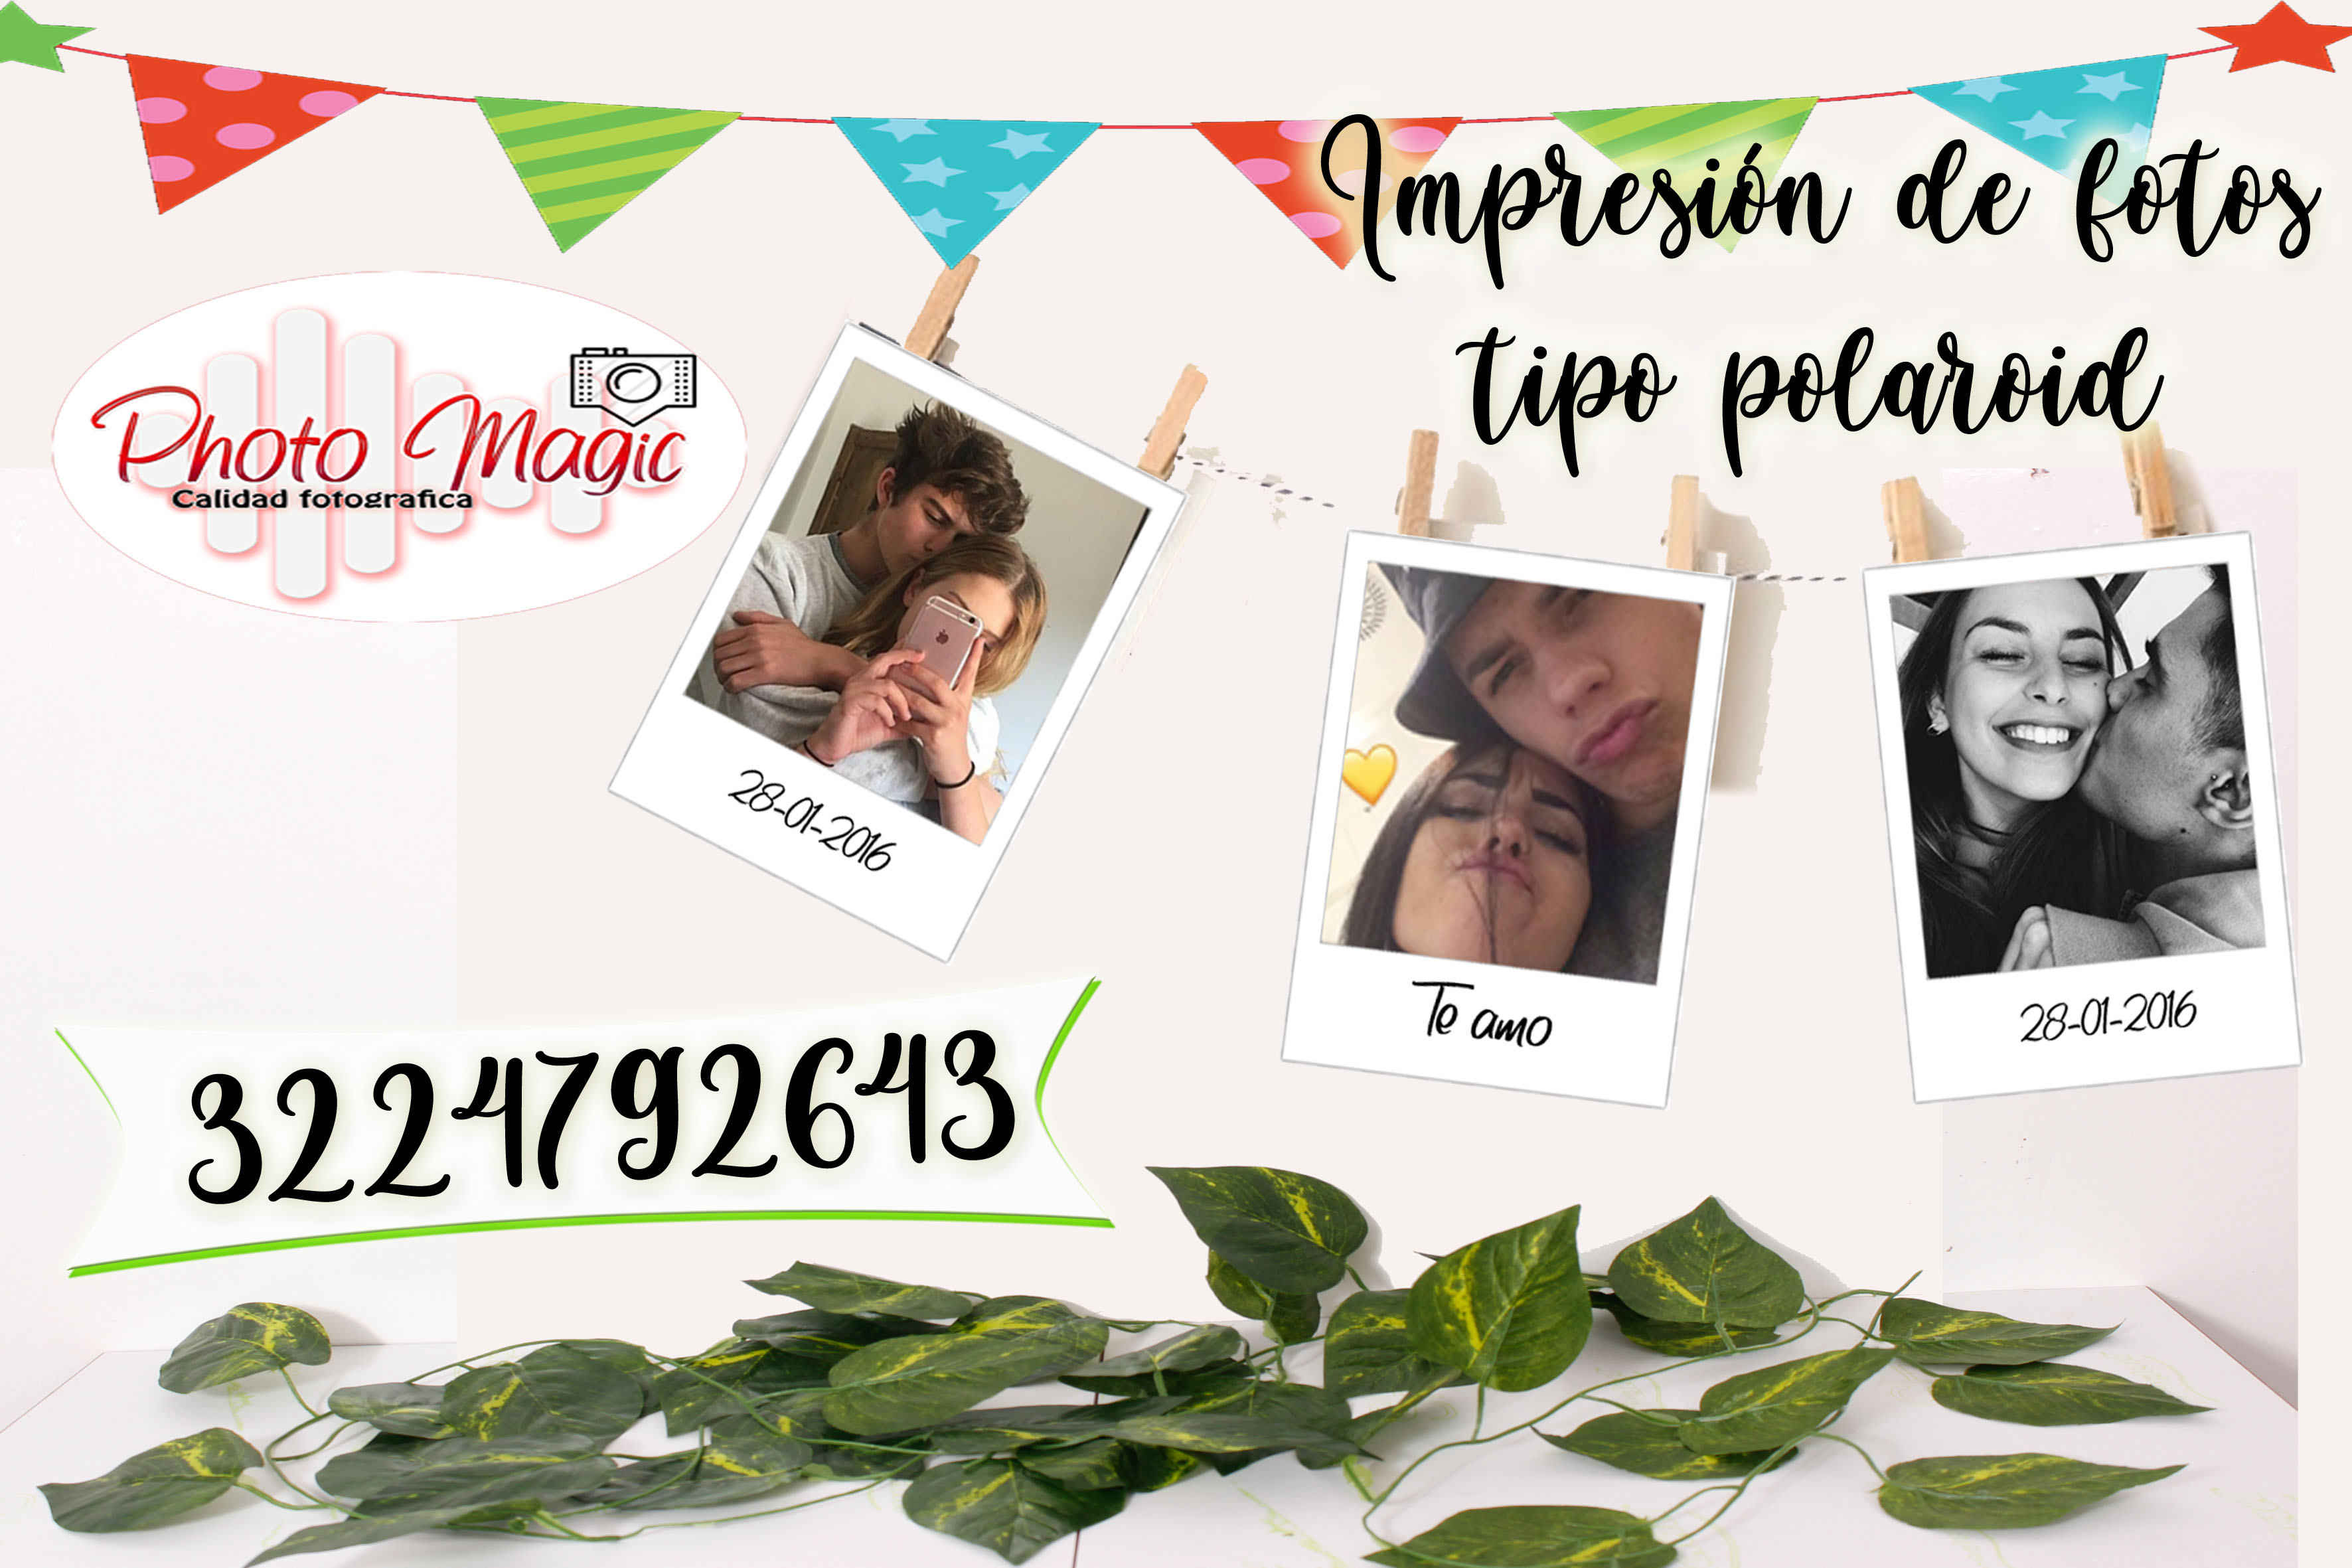 Impresión de fotos
tipo polaroid
Photo Magic
Calidad fotografica
28-01-2016
Te amo
28-01-2016
3224792643